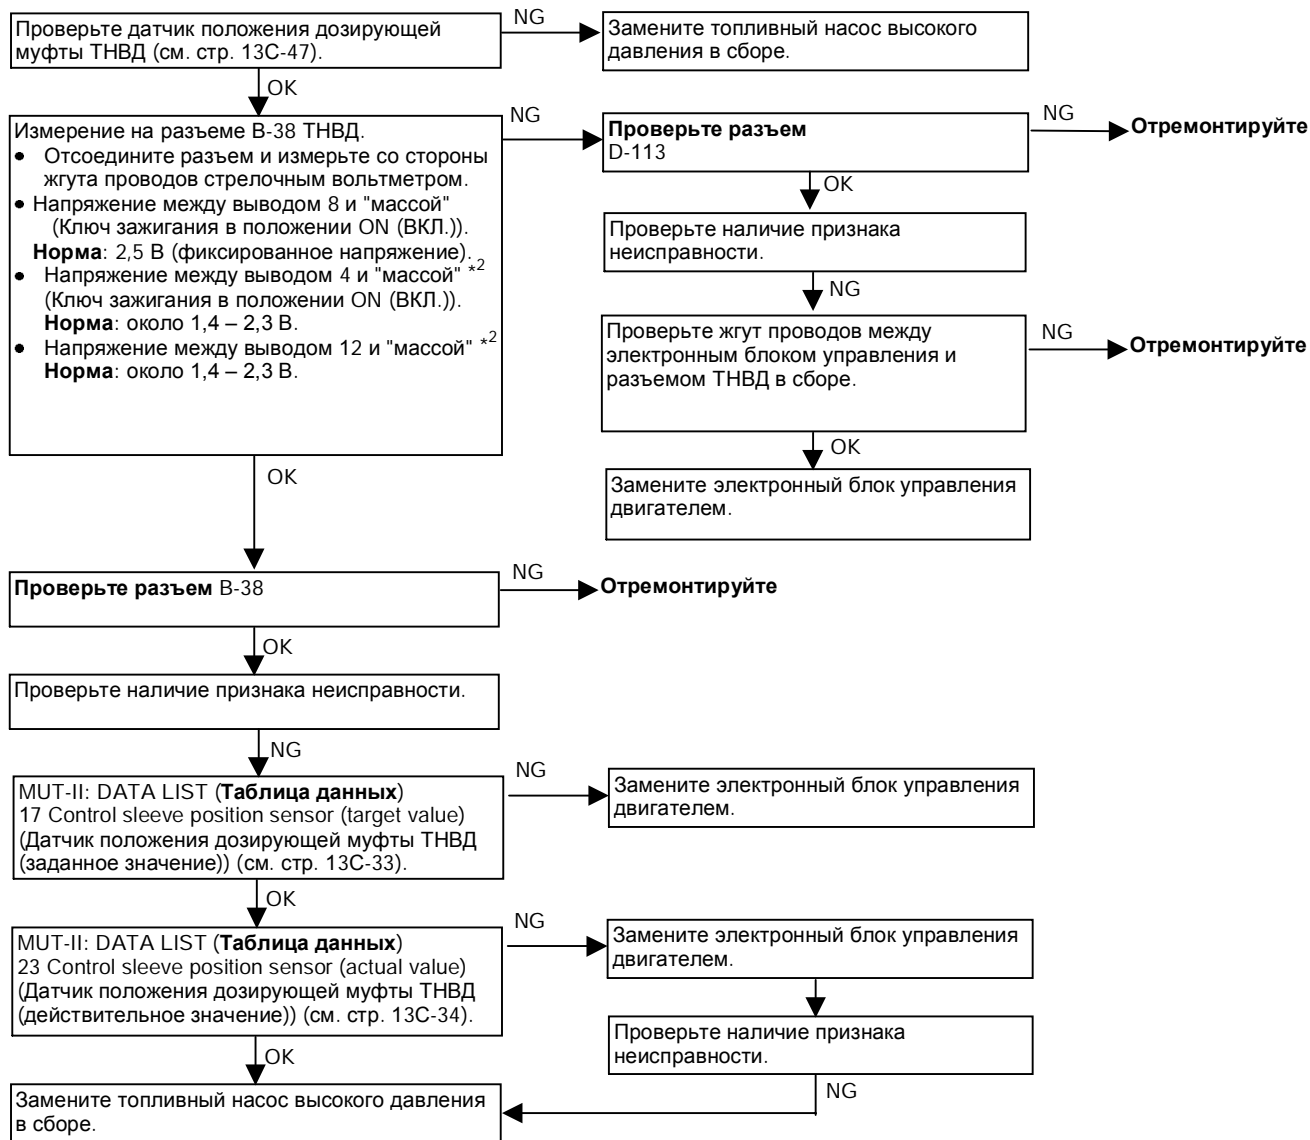 Проверьте датчик положения дозирующей
муфты ТНВД (см. стр. 13C-47).
NG
Замените топливный насос высокого
давления в сборе.
OK
Измерение на разъеме B-38 ТНВД.
• Отсоедините разъем и измерьте со стороны
жгута проводов стрелочным вольтметром.
• Напряжение между выводом 8 и "массой"
(Ключ зажигания в положении ON (ВКЛ.)).
Норма: 2,5 В (фиксированное напряжение).
• Напряжение между выводом 4 и "массой" *2
(Ключ зажигания в положении ON (ВКЛ.)).
Норма: около 1,4 – 2,3 В.
• Напряжение между выводом 12 и "массой" *2
Норма: около 1,4 – 2,3 В.
NG
Проверьте разъем
D-113
NG
Отремонтируйте
OK
Проверьте наличие признака
неисправности.
NG
Проверьте жгут проводов между
электронным блоком управления и
разъемом ТНВД в сборе.
NG
Отремонтируйте
OK
Замените электронный блок управления
двигателем.
OK
Проверьте разъем B-38
NG
Отремонтируйте
OK
Проверьте наличие признака неисправности.
NG
MUT-II: DATA LIST (Таблица данных)
17 Control sleeve position sensor (target value)
(Датчик положения дозирующей муфты ТНВД
(заданное значение)) (см. стр. 13C-33).
NG
Замените электронный блок управления
двигателем.
OK
MUT-II: DATA LIST (Таблица данных)
23 Control sleeve position sensor (actual value)
(Датчик положения дозирующей муфты ТНВД
(действительное значение)) (см. стр. 13C-34).
NG
Замените электронный блок управления
двигателем.
Проверьте наличие признака
неисправности.
OK
NG
Замените топливный насос высокого давления
в сборе.